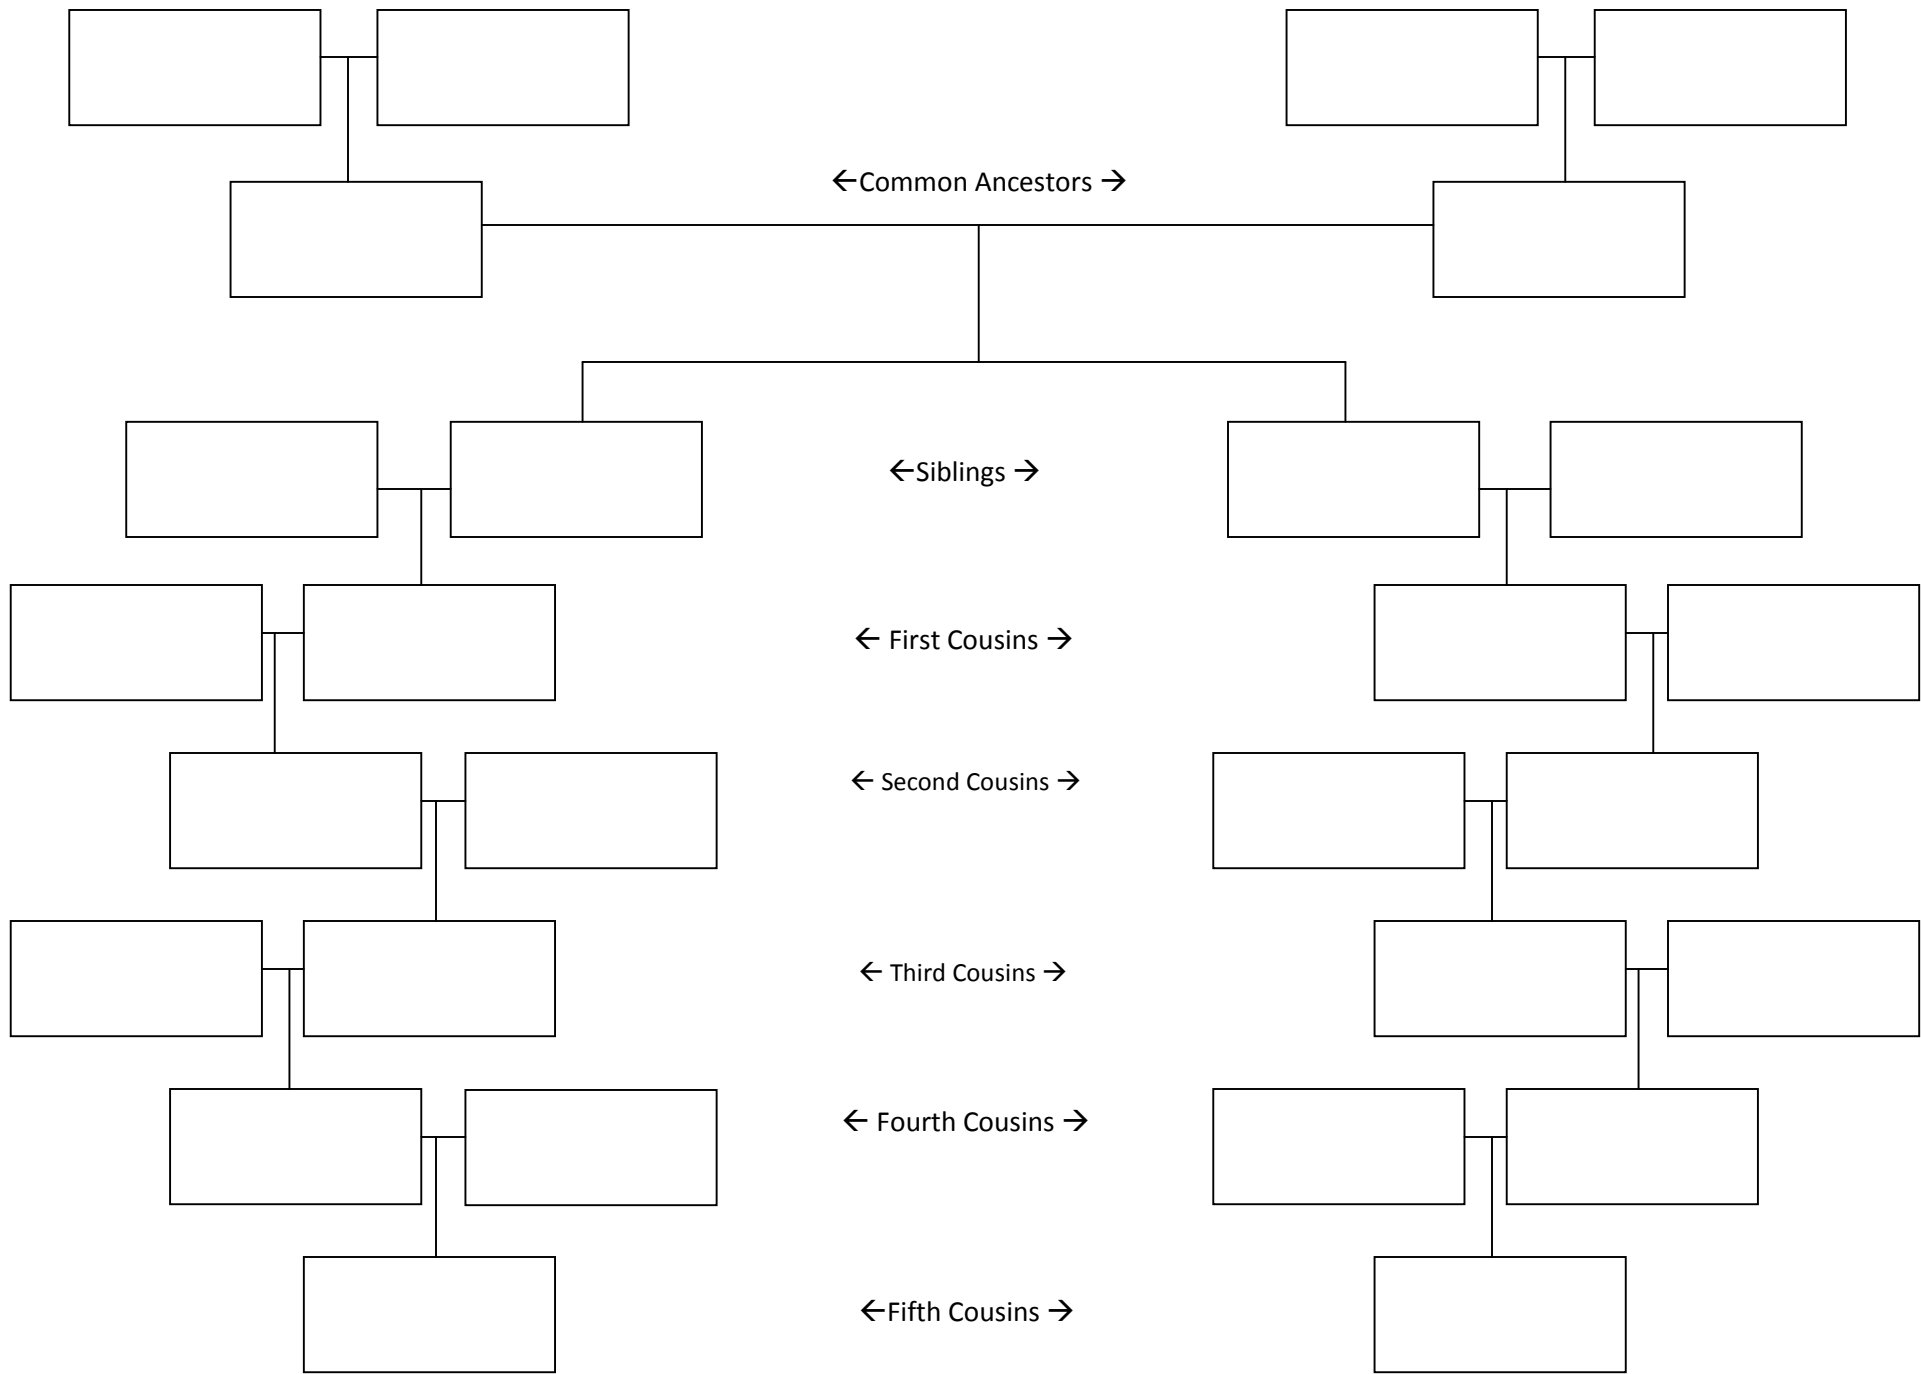 ←Common Ancestors →
←Siblings →
← First Cousins →
← Second Cousins →
← Third Cousins →
← Fourth Cousins →
←Fifth Cousins →